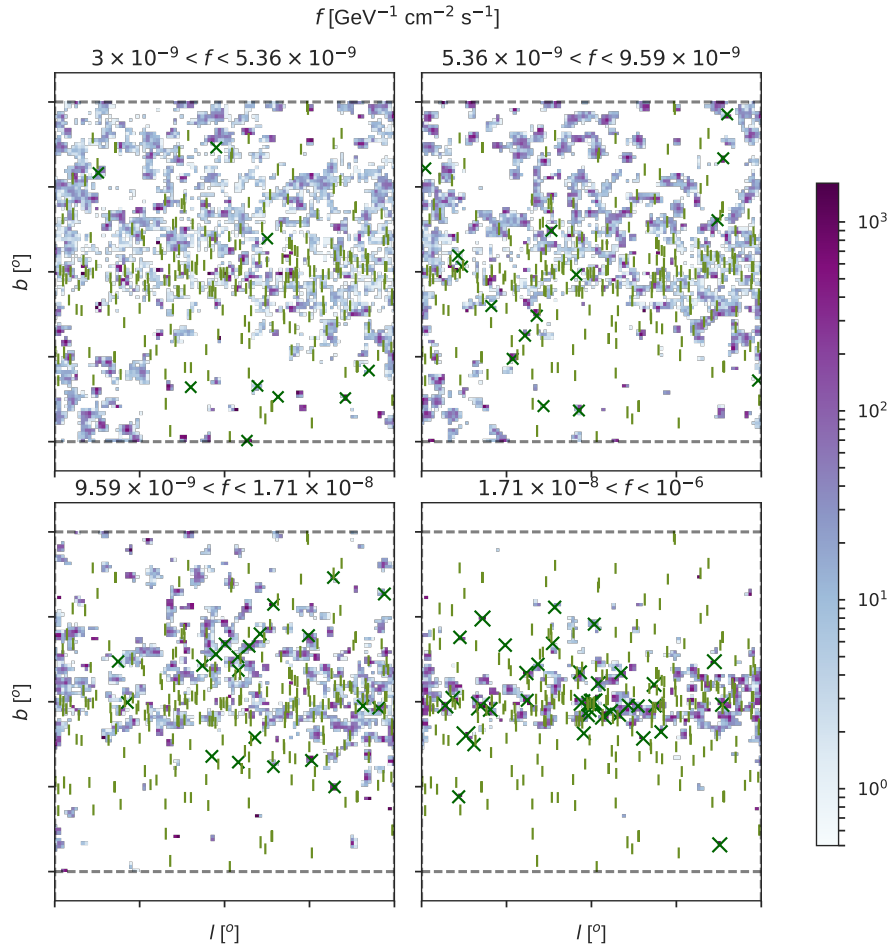 f [GeV⁻¹ cm⁻² s⁻¹]
3 × 10⁻⁹ < f < 5.36 × 10⁻⁹
5.36 × 10⁻⁹ < f < 9.59 × 10⁻⁹
b [°]
10³
10²
10¹
10⁰
9.59 × 10⁻⁹ < f < 1.71 × 10⁻⁸
1.71 × 10⁻⁸ < f < 10⁻⁶
b [°]
l [°]
l [°]